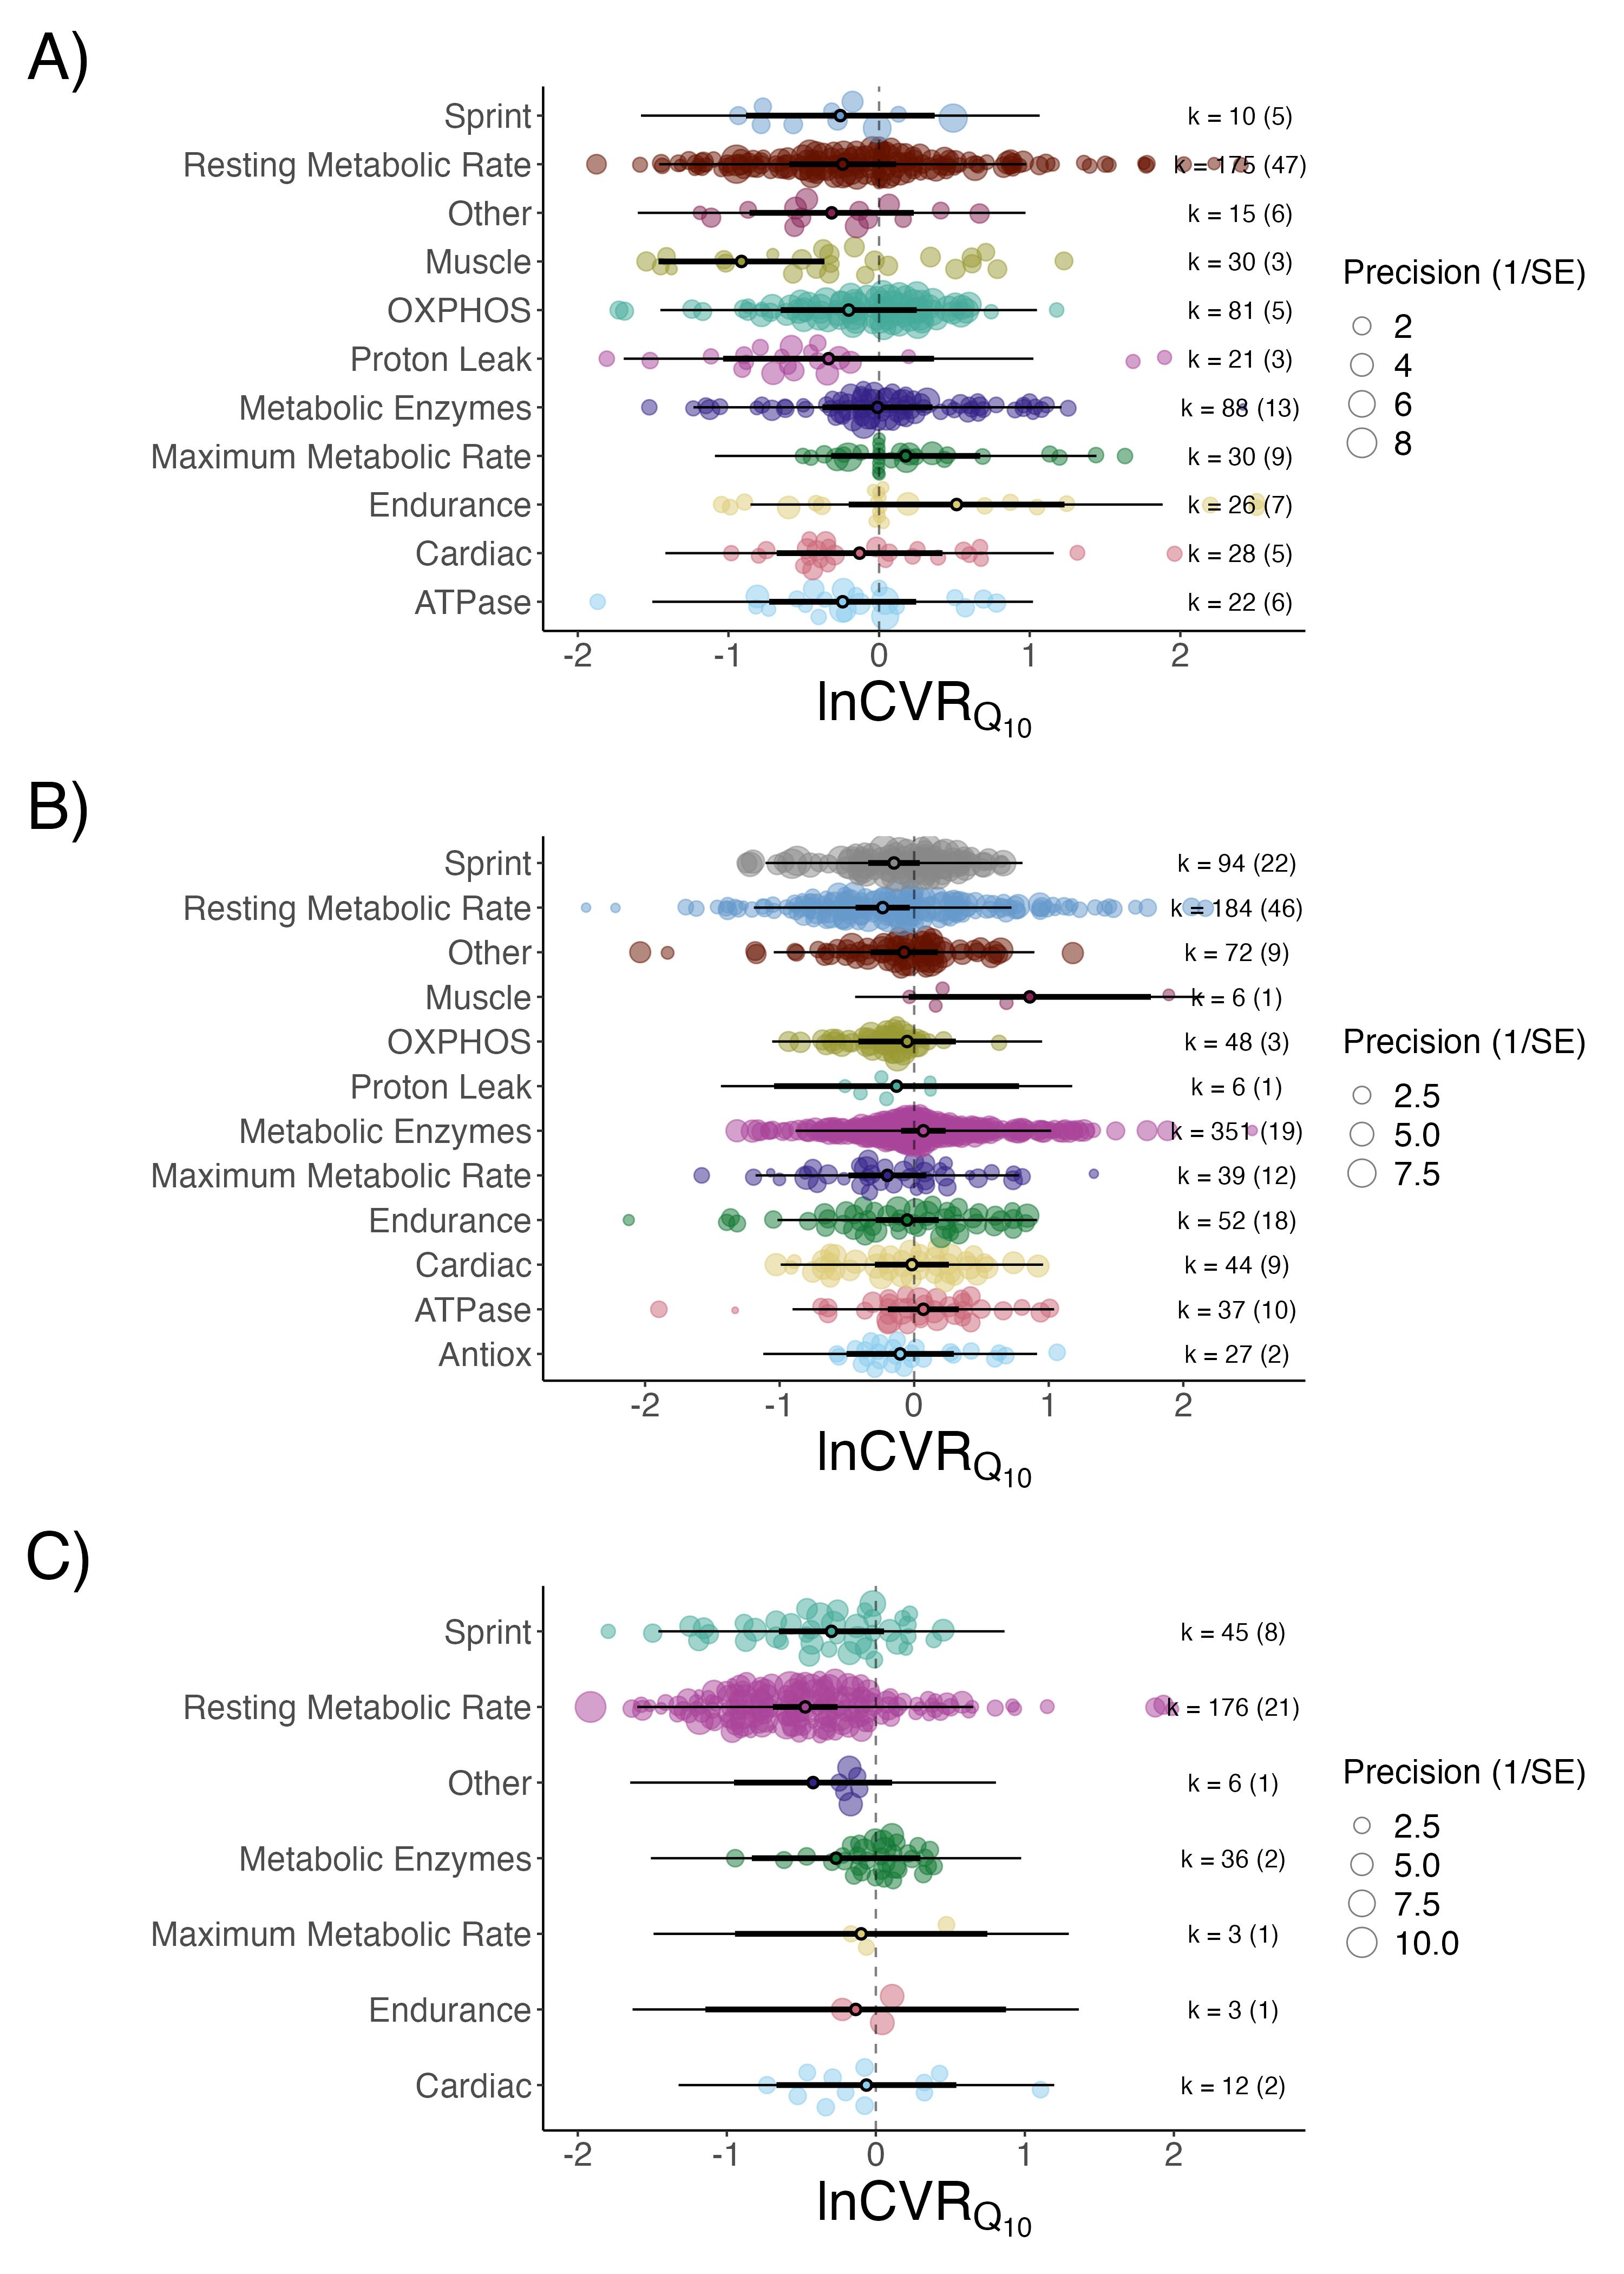 A)
Sprint k = 10 (5)
Resting Metabolic Rate k = 175 (47)
Other k = 15 (6)
Muscle k = 30 (3)
OXPHOS k = 81 (5)
Proton Leak k = 21 (3)
Metabolic Enzymes k = 88 (13)
Maximum Metabolic Rate k = 30 (9)
Endurance k = 26 (7)
Cardiac k = 28 (5)
ATPase k = 22 (6)
Precision (1/SE)
2
4
6
8
-2 -1 0 1 2
lnCVR_Q10
B)
Sprint k = 94 (22)
Resting Metabolic Rate k = 184 (46)
Other k = 72 (9)
Muscle k = 6 (1)
OXPHOS k = 48 (3)
Proton Leak k = 6 (1)
Metabolic Enzymes k = 351 (19)
Maximum Metabolic Rate k = 39 (12)
Endurance k = 52 (18)
Cardiac k = 44 (9)
ATPase k = 37 (10)
Antiox k = 27 (2)
Precision (1/SE)
2.5
5.0
7.5
-2 -1 0 1 2
lnCVR_Q10
C)
Sprint k = 45 (8)
Resting Metabolic Rate k = 176 (21)
Other k = 6 (1)
Metabolic Enzymes k = 36 (2)
Maximum Metabolic Rate k = 3 (1)
Endurance k = 3 (1)
Cardiac k = 12 (2)
Precision (1/SE)
2.5
5.0
7.5
10.0
-2 -1 0 1 2
lnCVR_Q10